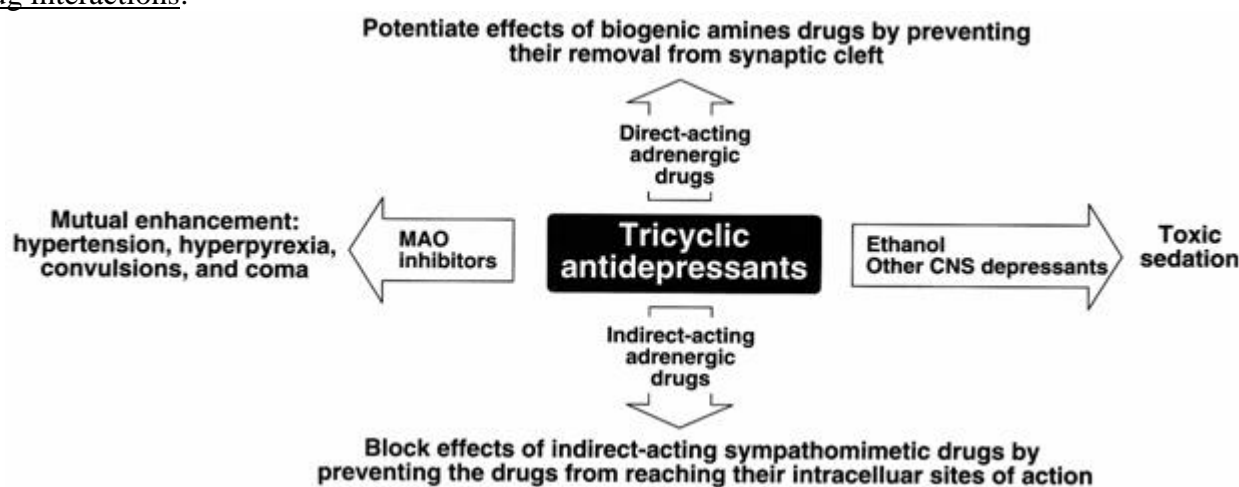 ug interactions:
Potentiate effects of biogenic amines drugs by preventing
their removal from synaptic cleft
Direct-acting
adrenergic
drugs
Mutual enhancement:
hypertension, hyperpyrexia,
convulsions, and coma
MAO
inhibitors
Tricyclic
antidepressants
Ethanol
Other CNS depressants
Toxic
sedation
Indirect-acting
adrenergic
drugs
Block effects of indirect-acting sympathomimetic drugs by
preventing the drugs from reaching their intracelluar sites of action